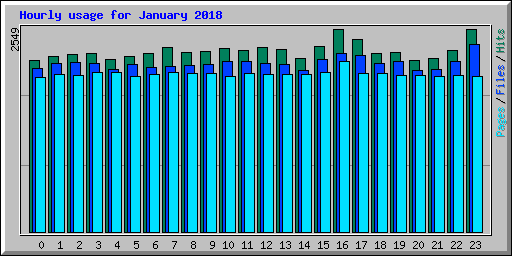 Hourly usage for January 2018
2549
Pages/Files/Hits
0 1 2 3 4 5 6 7 8 9 10 11 12 13 14 15 16 17 18 19 20 21 22 23